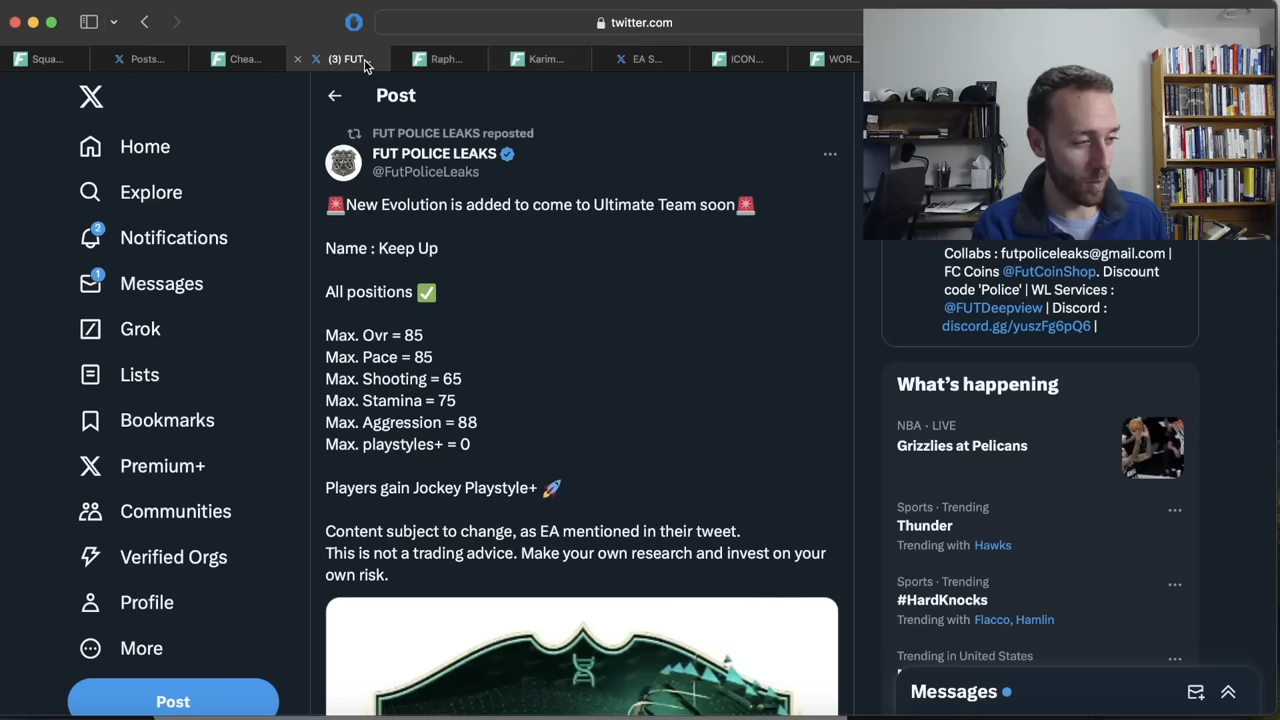 twitter.com
Squa...
Posts...
Chea...
(3) FUT
Raph...
Karim...
EA S...
ICON...
WOR...
Home
Explore
2
Notifications
1
Messages
Grok
Lists
Bookmarks
Premium+
Communities
Verified Orgs
Profile
More
Post
Post
FUT POLICE LEAKS reposted
FUT POLICE LEAKS
@FutPoliceLeaks
🚨New Evolution is added to come to Ultimate Team soon🚨
Name : Keep Up
All positions ✅
Max. Ovr = 85
Max. Pace = 85
Max. Shooting = 65
Max. Stamina = 75
Max. Aggression = 88
Max. playstyles+ = 0
Players gain Jockey Playstyle+ 🚀
Content subject to change, as EA mentioned in their tweet.
This is not a trading advice. Make your own research and invest on your
own risk.
Collabs : futpoliceleaks@gmail.com |
FC Coins @FutCoinShop. Discount
code 'Police' | WL Services :
@FUTDeepview | Discord :
discord.gg/yuszFg6pQ6 |
What's happening
NBA · LIVE
Grizzlies at Pelicans
Sports · Trending
Thunder
Trending with Hawks
Sports · Trending
#HardKnocks
Trending with Flacco, Hamlin
Trending in United States
Messages